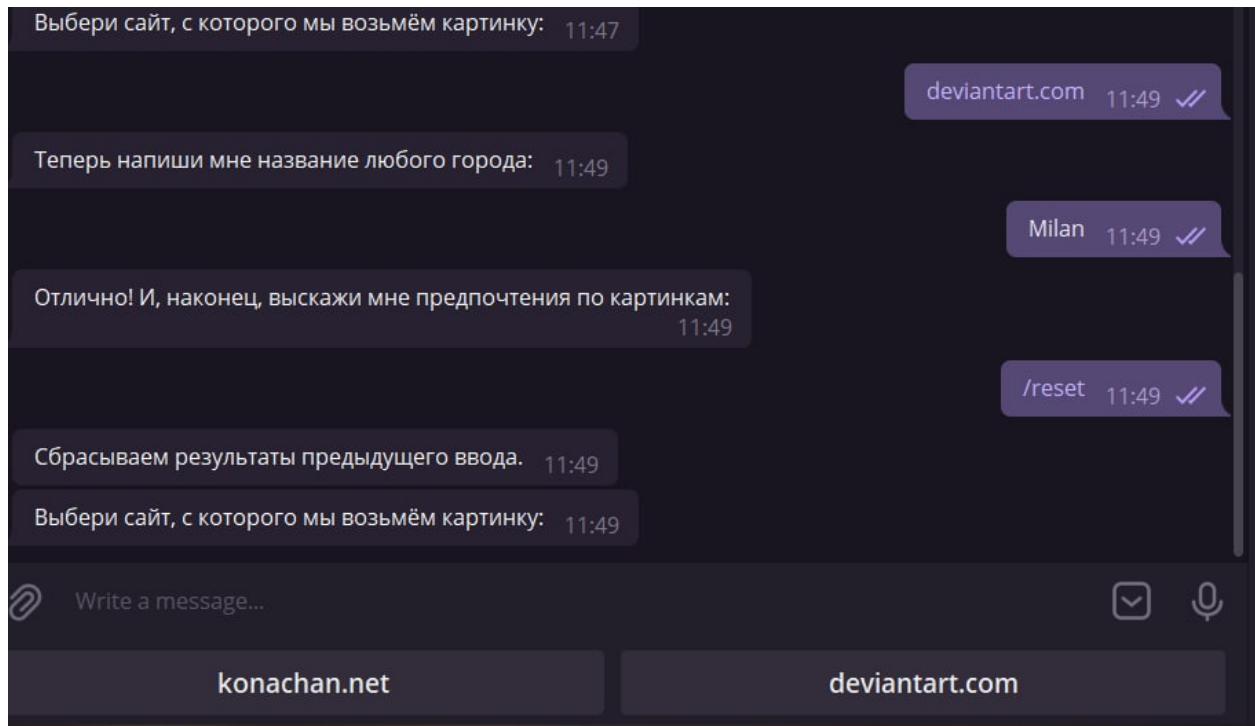 Выбери сайт, с которого мы возьмём картинку: 11:47
deviantart.com 11:49
Теперь напиши мне название любого города: 11:49
Milan 11:49
Отлично! И, наконец, выскажи мне предпочтения по картинкам:
11:49
/reset 11:49
Сбрасываем результаты предыдущего ввода. 11:49
Выбери сайт, с которого мы возьмём картинку: 11:49
Write a message...
konachan.net deviantart.com